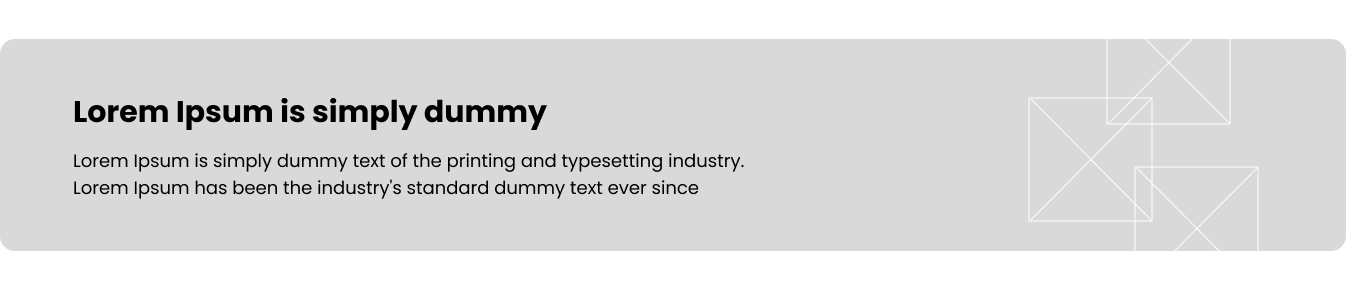 Lorem Ipsum is simply dummy
Lorem Ipsum is simply dummy text of the printing and typesetting industry.
Lorem Ipsum has been the industry's standard dummy text ever since